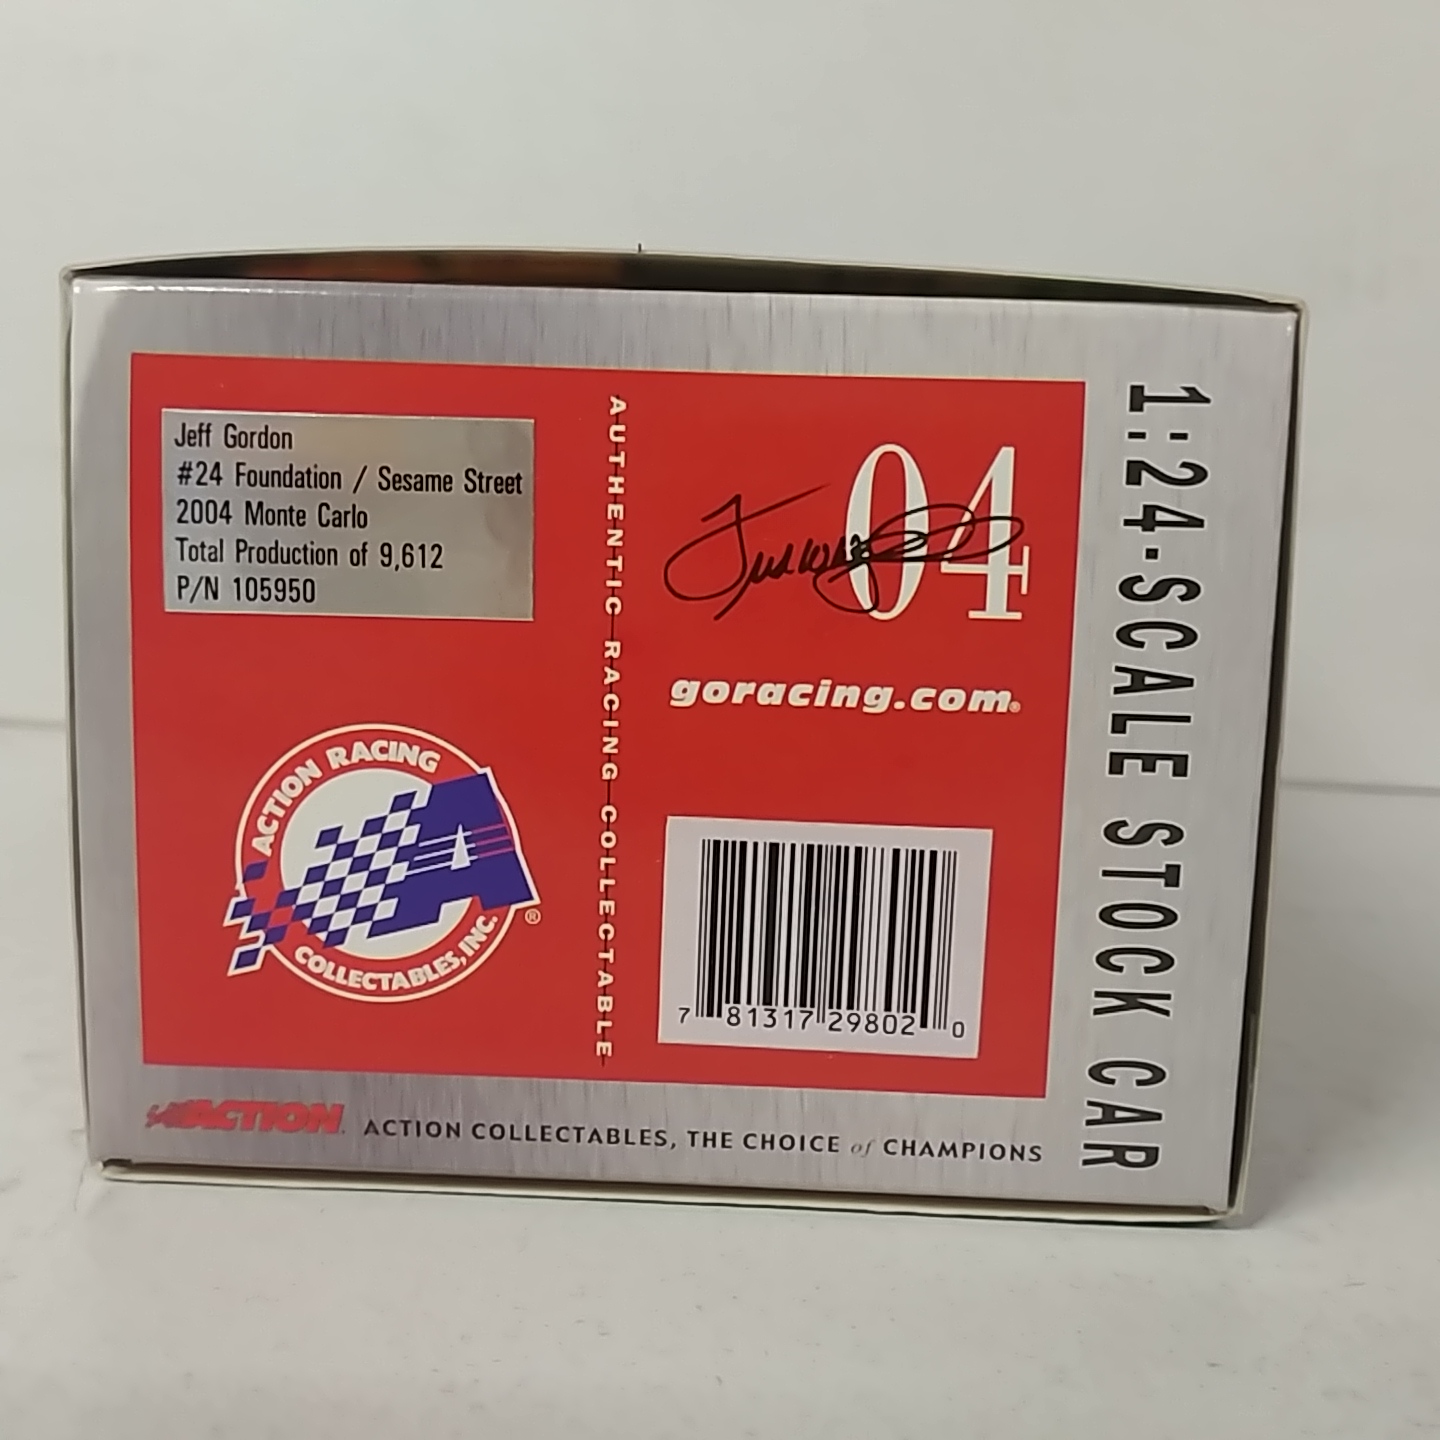 Jeff Gordon
#24 Foundation / Sesame Street
2004 Monte Carlo
Total Production of 9,612
P/N 105950
ACTION RACING
COLLECTABLES, INC.
®
AUTHENTIC RACING COLLECTABLE
04
goracing.com®
7 81317 29802 0
ACTION
ACTION COLLECTABLES, THE CHOICE of CHAMPIONS
1:24-SCALE STOCK CAR